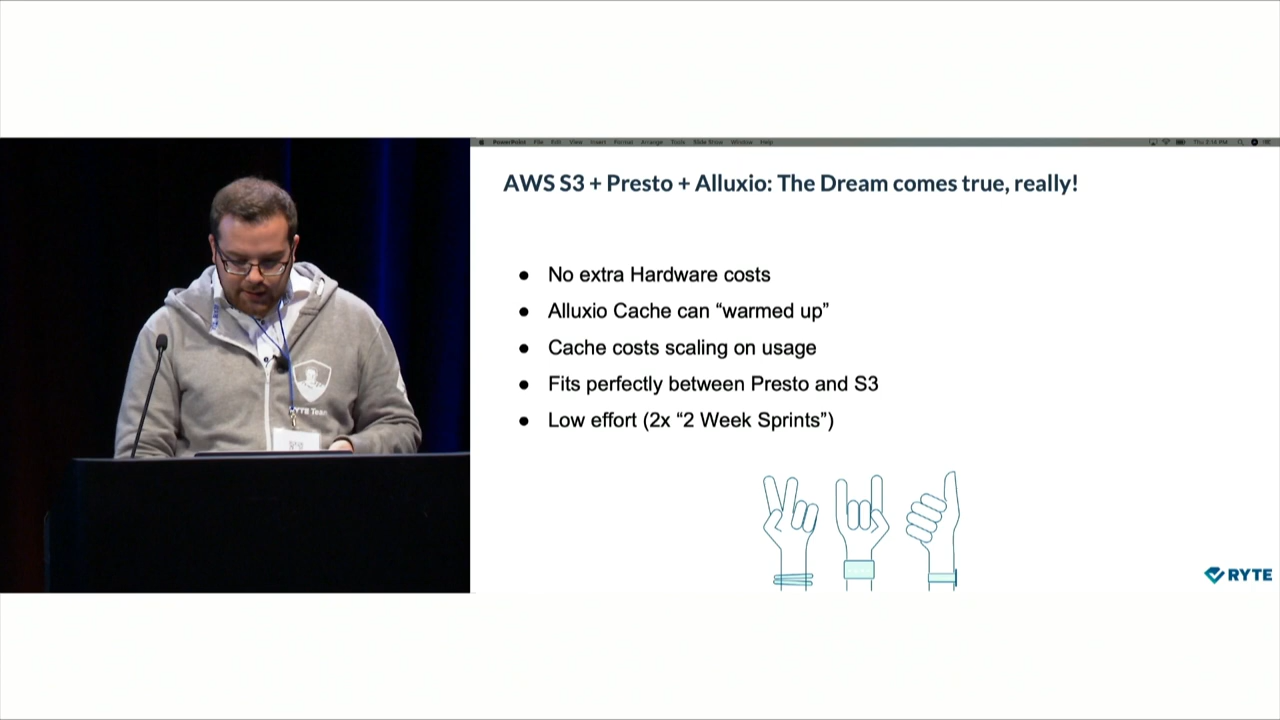 PowerPoint File Edit View Insert Format Arrange Tools Slide Show Window Help
AWS S3 + Presto + Alluxio: The Dream comes true, really!
● No extra Hardware costs
● Alluxio Cache can “warmed up”
● Cache costs scaling on usage
● Fits perfectly between Presto and S3
● Low effort (2x “2 Week Sprints”)
RYTE
RYTE Team